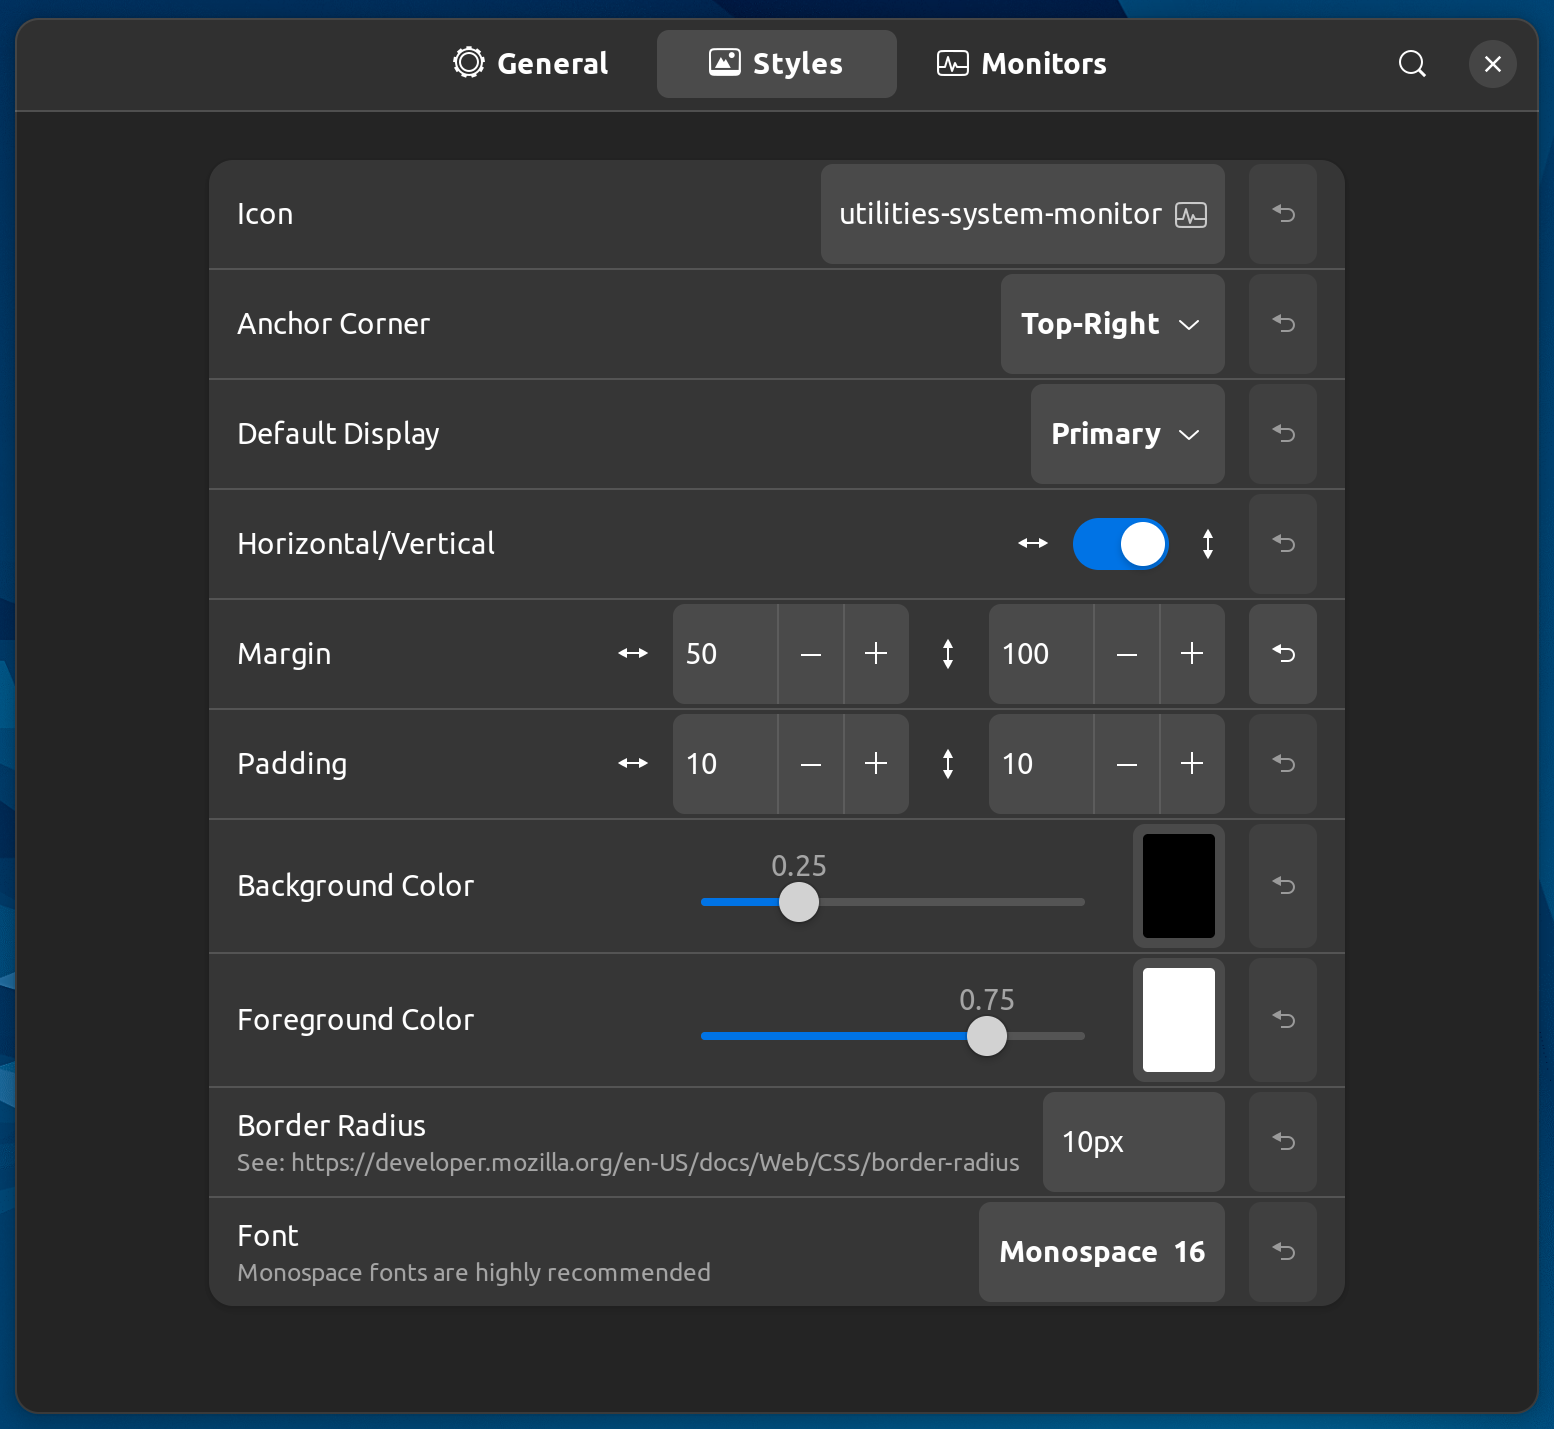 General Styles Monitors
Icon utilities-system-monitor
Anchor Corner Top-Right
Default Display Primary
Horizontal/Vertical
Margin 50 100
Padding 10 10
0.25
Background Color
0.75
Foreground Color
Border Radius
See: https://developer.mozilla.org/en-US/docs/Web/CSS/border-radius
10px
Font
Monospace fonts are highly recommended
Monospace 16